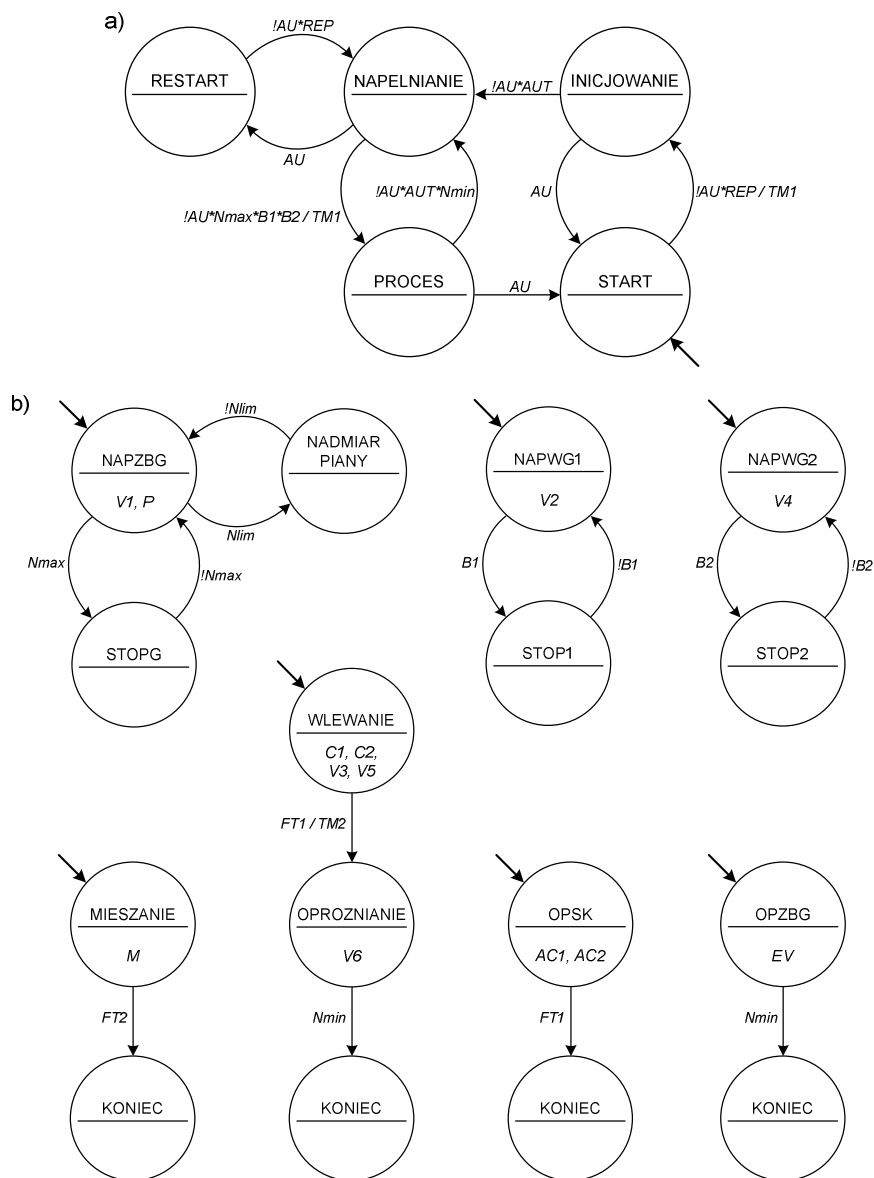 a)
!AU*REP
RESTART
NAPELNIANIE
INICJOWANIE
!AU*AUT
AU
!AU*AUT*Nmin
AU
!AU*REP / TM1
!AU*Nmax*B1*B2 / TM1
PROCES
START
AU
b)
!Nlim
NAPZBG
V1, P
NADMIAR
PIANY
Nlim
Nmax
!Nmax
STOPG
NAPWG1
V2
B1
!B1
STOP1
NAPWG2
V4
B2
!B2
STOP2
WLEWANIE
C1, C2,
V3, V5
FT1 / TM2
MIESZANIE
M
FT2
KONIEC
OPROZNIANIE
V6
Nmin
KONIEC
OPSK
AC1, AC2
FT1
KONIEC
OPZBG
EV
Nmin
KONIEC